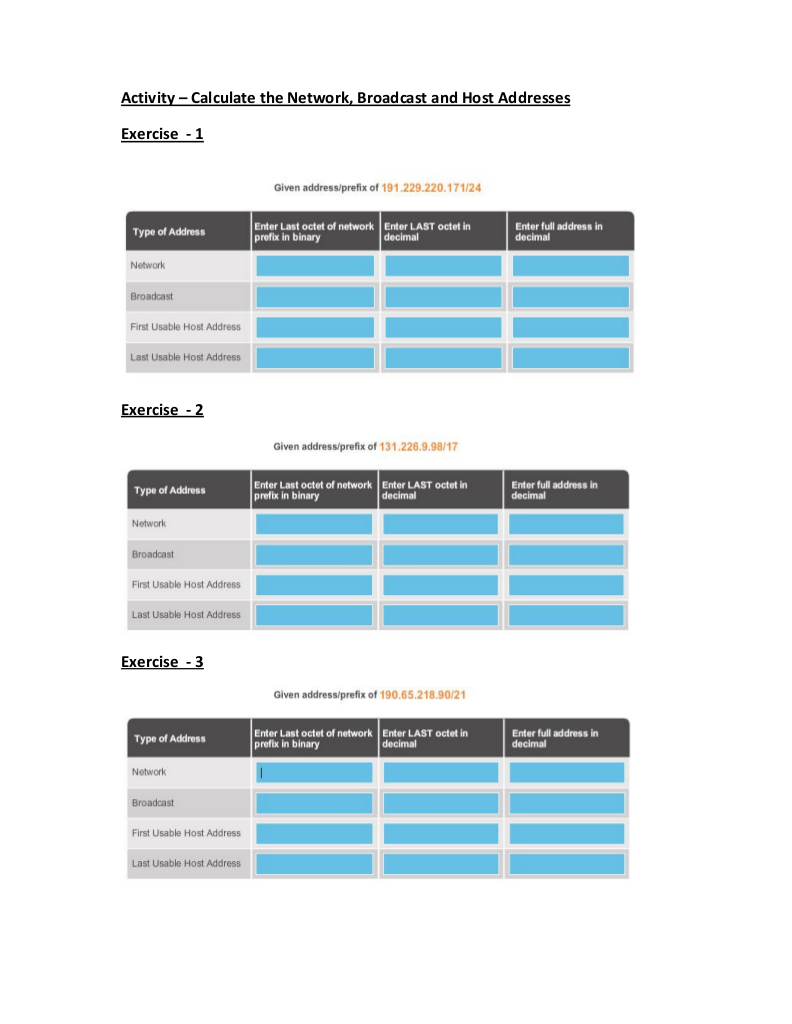 Activity – Calculate the Network, Broadcast and Host Addresses
Exercise - 1
Given address/prefix of 191.229.220.171/24
Type of Address
Enter Last octet of network
prefix in binary
Enter LAST octet in
decimal
Enter full address in
decimal
Network
Broadcast
First Usable Host Address
Last Usable Host Address
Exercise - 2
Given address/prefix of 131.226.9.98/17
Type of Address
Enter Last octet of network
prefix in binary
Enter LAST octet in
decimal
Enter full address in
decimal
Network
Broadcast
First Usable Host Address
Last Usable Host Address
Exercise - 3
Given address/prefix of 190.65.218.90/21
Type of Address
Enter Last octet of network
prefix in binary
Enter LAST octet in
decimal
Enter full address in
decimal
Network
Broadcast
First Usable Host Address
Last Usable Host Address